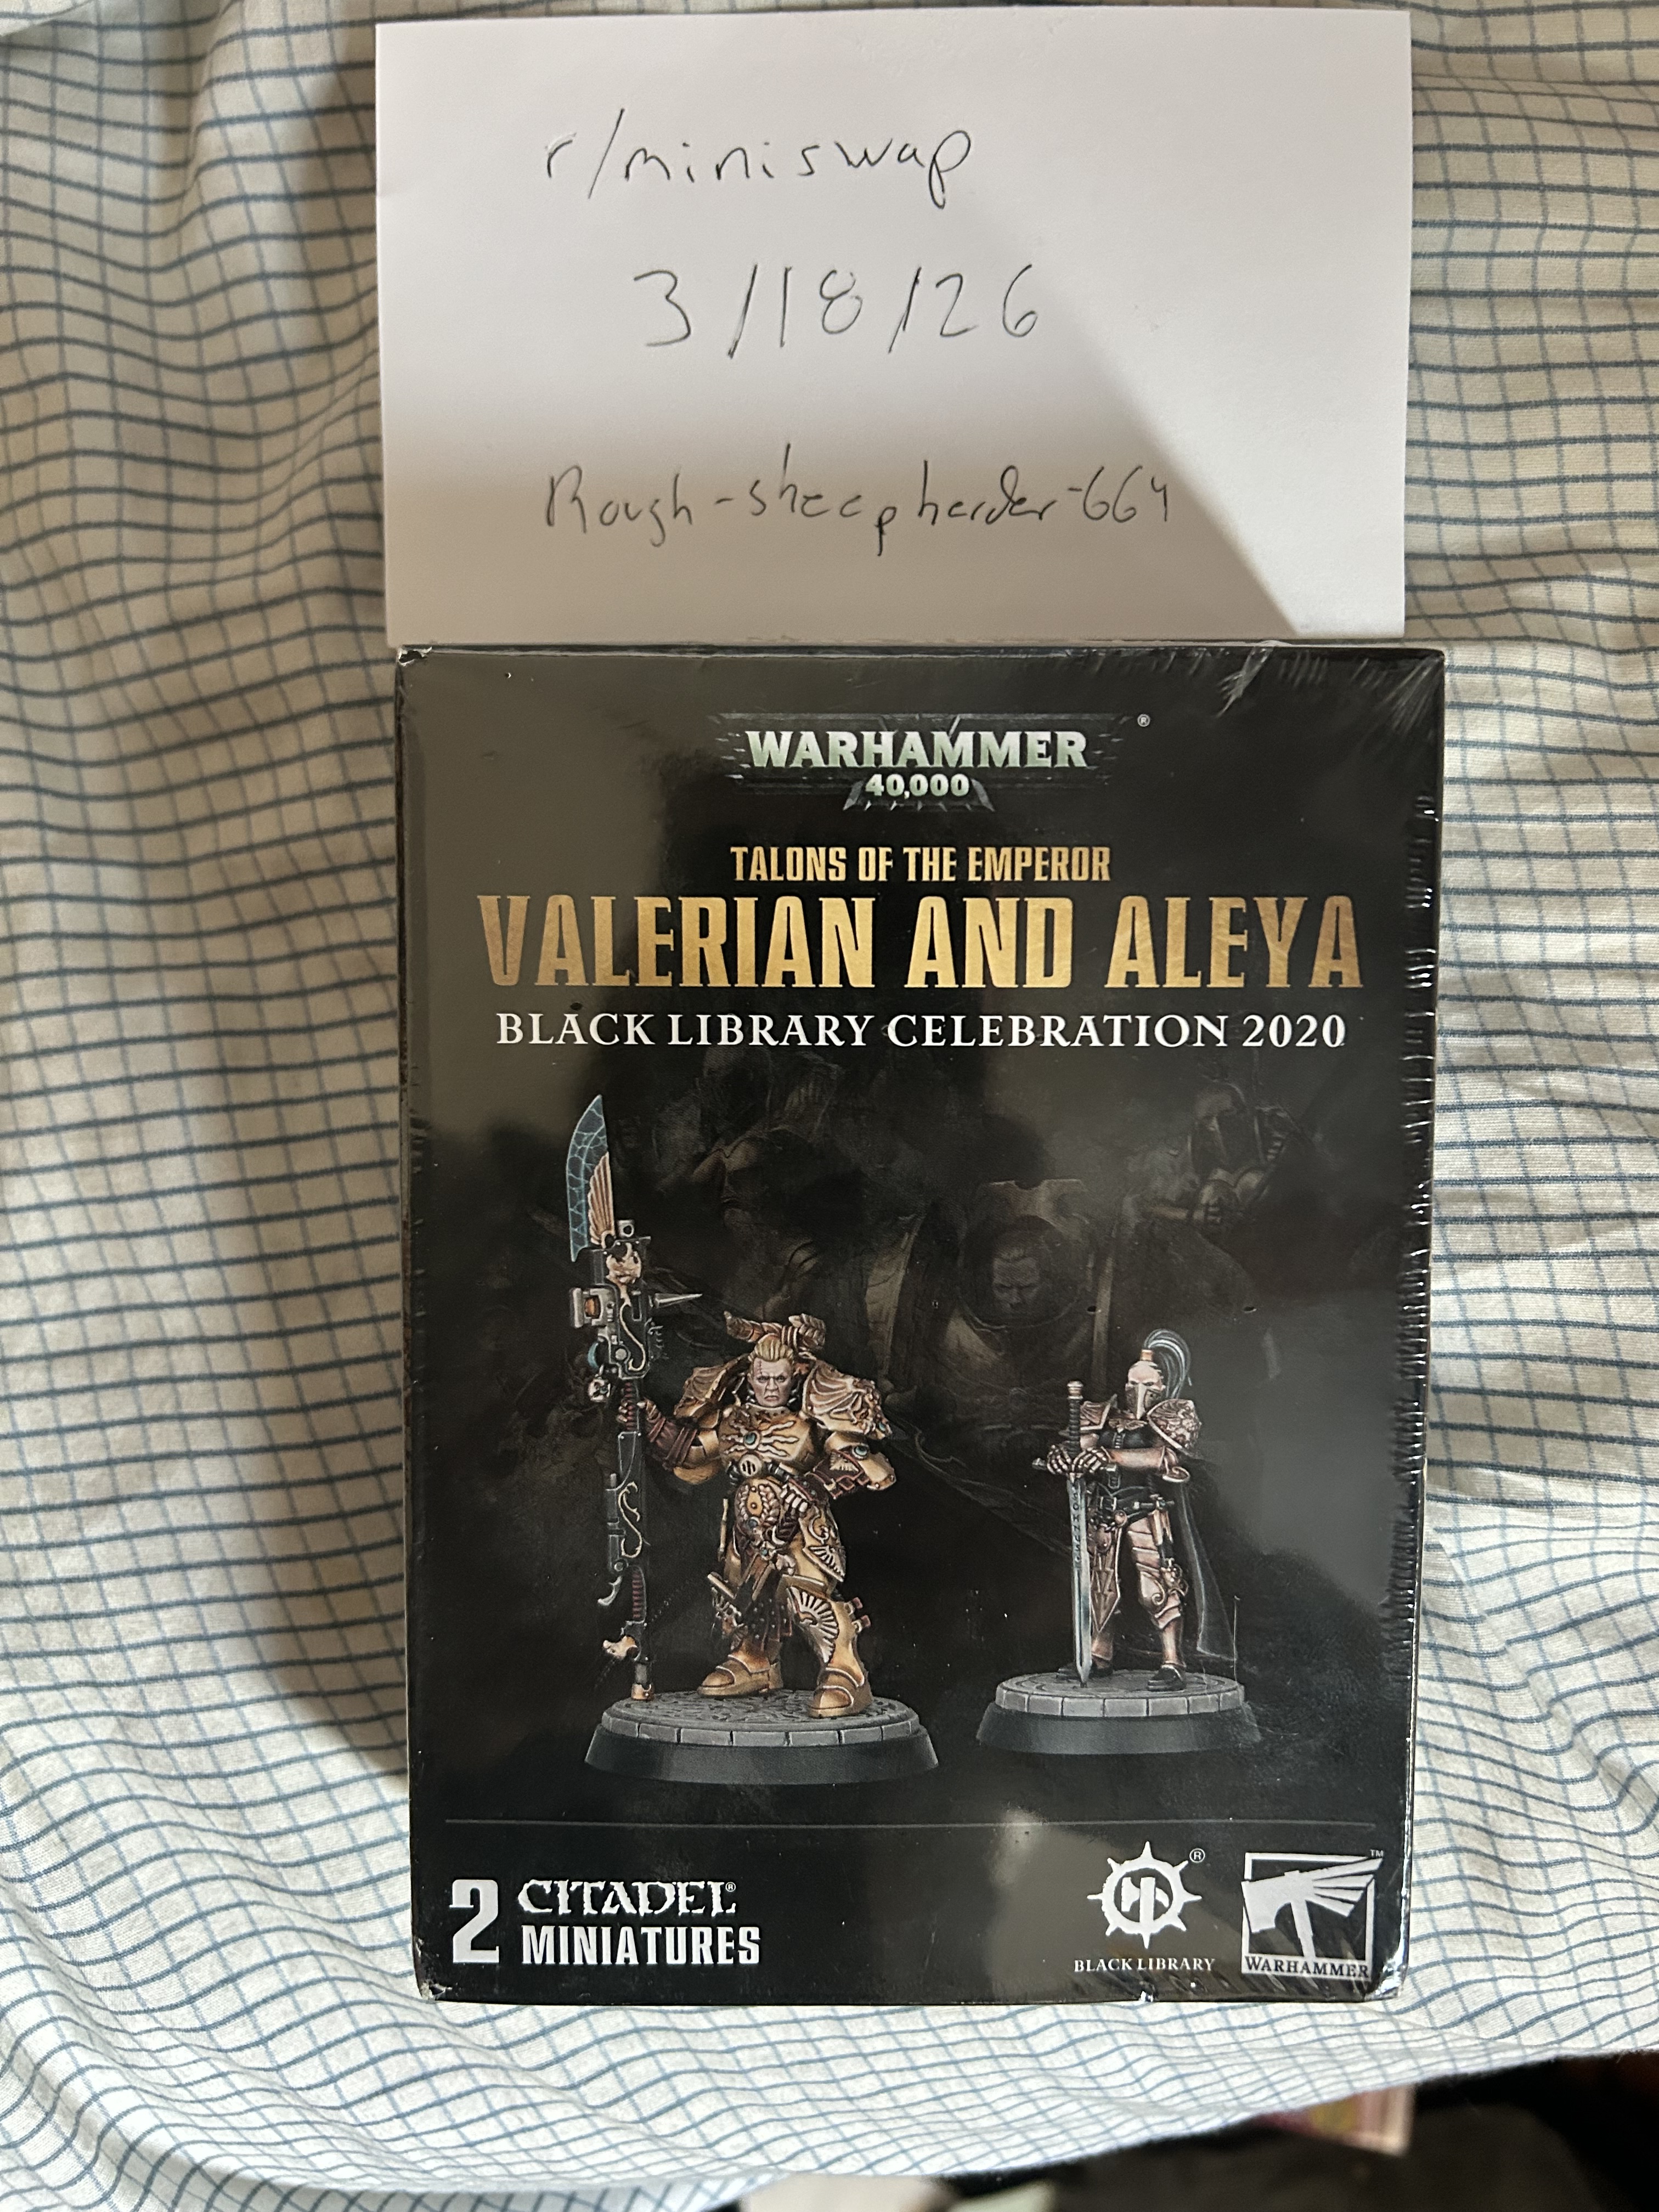 r/miniswap
3/18/26
Rough-sheepherder-664
WARHAMMER®
40,000
TALONS OF THE EMPEROR
VALERIAN AND ALEYA
BLACK LIBRARY CELEBRATION 2020
2 CITADEL®
MINIATURES
®
BLACK LIBRARY
™
WARHAMMER